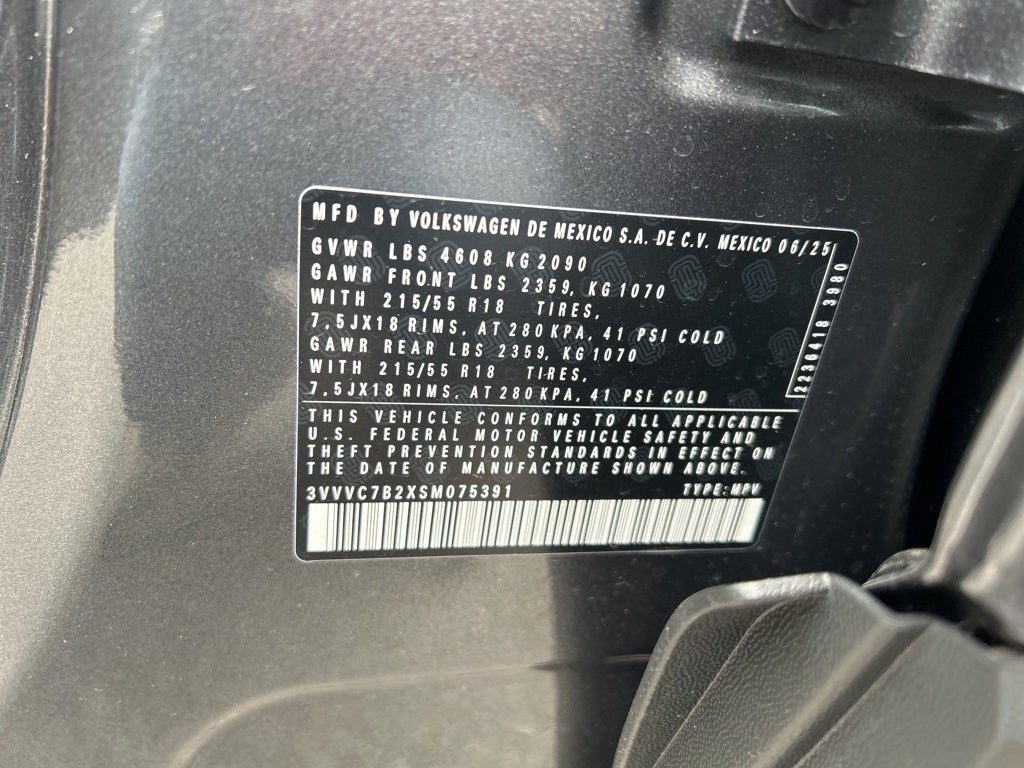 MFD BY VOLKSWAGEN DE MEXICO S.A. DE C.V. MEXICO 06/25
GVWR LBS 4608 KG 2090
GAWR FRONT LBS 2359, KG 1070
WITH 215/55 R18 TIRES,
7,5JX18 RIMS, AT 280 KPA, 41 PSI COLD
GAWR REAR LBS 2359, KG 1070
WITH 215/55 R18 TIRES,
7,5JX18 RIMS, AT 280 KPA, 41 PSI COLD
2230418 3980
THIS VEHICLE CONFORMS TO ALL APPLICABLE
U.S. FEDERAL MOTOR VEHICLE SAFETY AND
THEFT PREVENTION STANDARDS IN EFFECT ON
THE DATE OF MANUFACTURE SHOWN ABOVE.
3VVVC7B2XSM075391 TYPE: MPV